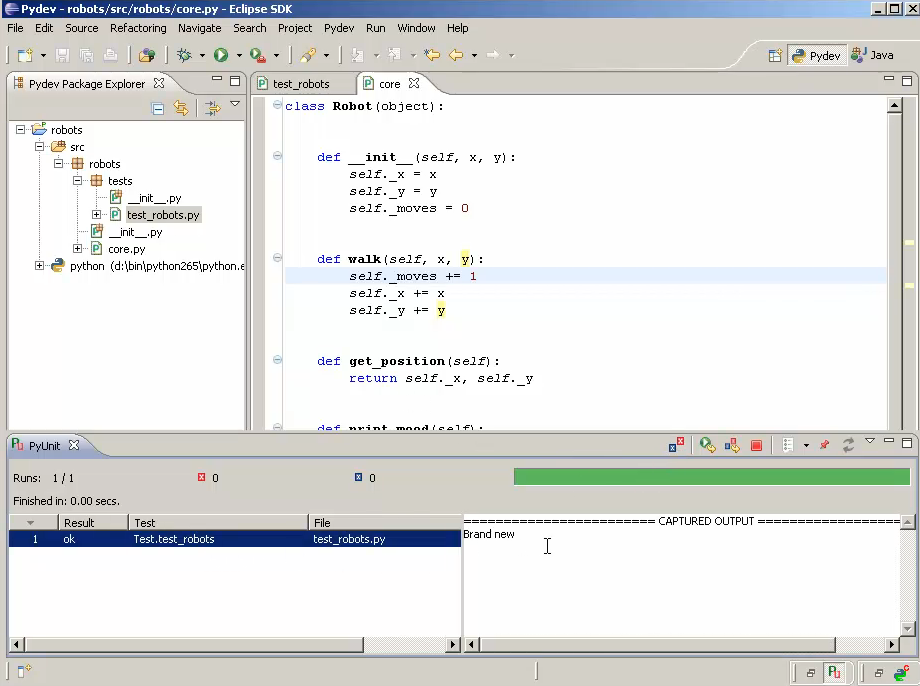 Pydev - robots/src/robots/core.py - Eclipse SDK
File Edit Source Refactoring Navigate Search Project Pydev Run Window Help
Pydev Java
Pydev Package Explorer
robots
src
robots
tests
__init__.py
test_robots.py
__init__.py
core.py
python (d:\bin\python265\python.e
test_robots core
class Robot(object):
def __init__(self, x, y):
self._x = x
self._y = y
self._moves = 0
def walk(self, x, y):
self._moves += 1
self._x += x
self._y += y
def get_position(self):
return self._x, self._y
def print_mood(self):
PyUnit
Runs: 1 / 1 0 0
Finished in: 0.00 secs.
Result Test File
1 ok Test.test_robots test_robots.py
======================== CAPTURED OUTPUT ==================
Brand new